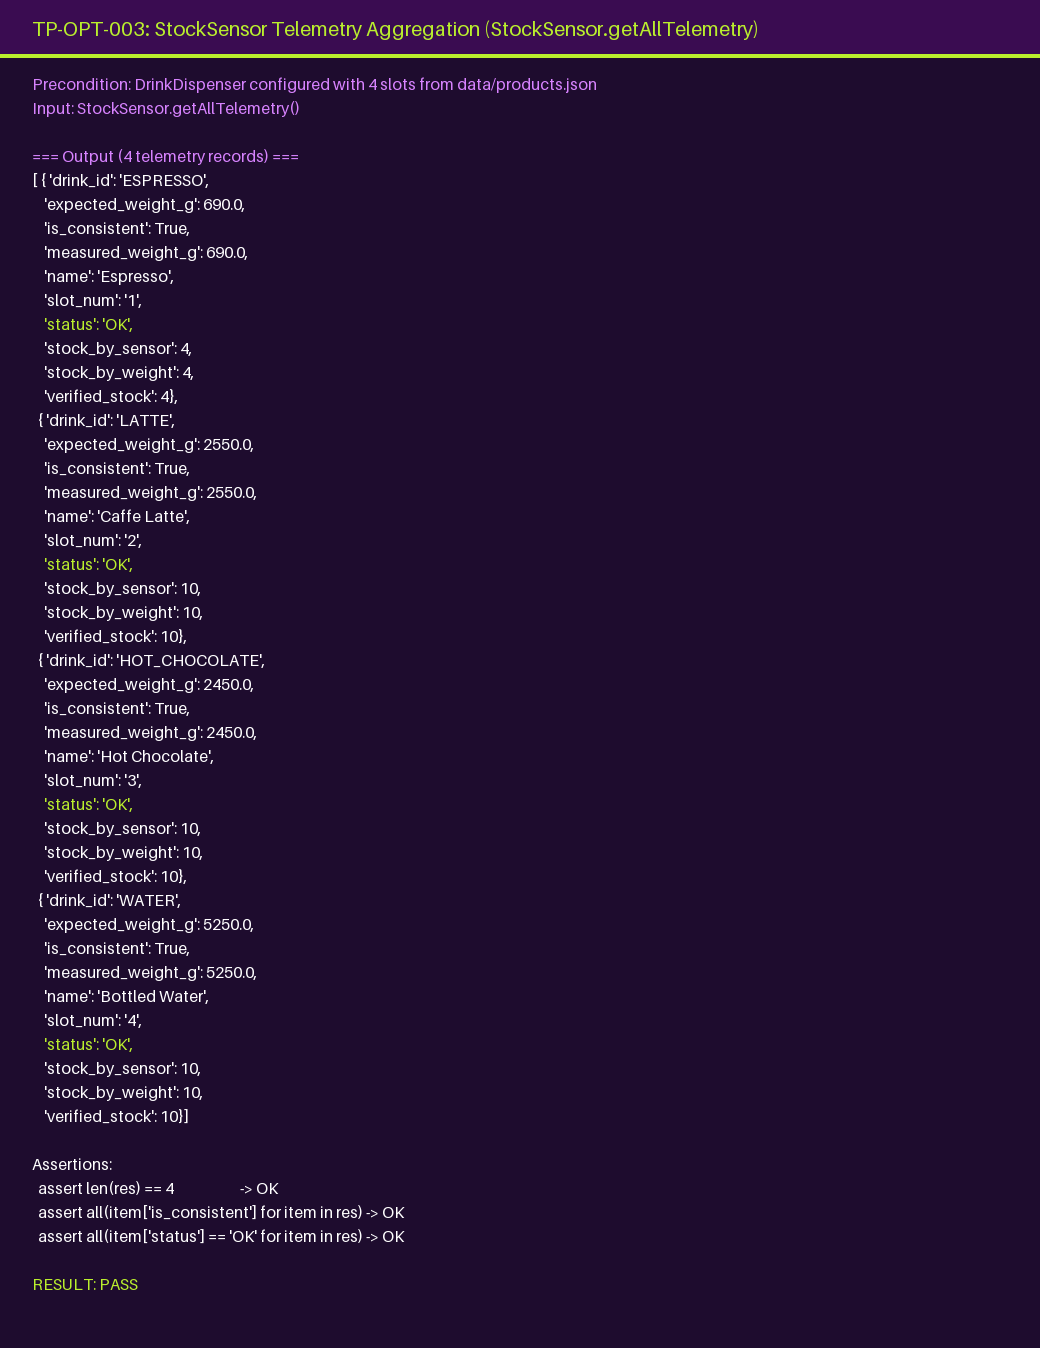 TP-OPT-003: StockSensor Telemetry Aggregation (StockSensor.getAllTelemetry)
Precondition: DrinkDispenser configured with 4 slots from data/products.json
Input: StockSensor.getAllTelemetry()
=== Output (4 telemetry records) ===
[ { 'drink_id': 'ESPRESSO',
'expected_weight_g': 690.0,
'is_consistent': True,
'measured_weight_g': 690.0,
'name': 'Espresso',
'slot_num': '1',
'status': 'OK',
'stock_by_sensor': 4,
'stock_by_weight': 4,
'verified_stock': 4},
{ 'drink_id': 'LATTE',
'expected_weight_g': 2550.0,
'is_consistent': True,
'measured_weight_g': 2550.0,
'name': 'Caffe Latte',
'slot_num': '2',
'status': 'OK',
'stock_by_sensor': 10,
'stock_by_weight': 10,
'verified_stock': 10},
{ 'drink_id': 'HOT_CHOCOLATE',
'expected_weight_g': 2450.0,
'is_consistent': True,
'measured_weight_g': 2450.0,
'name': 'Hot Chocolate',
'slot_num': '3',
'status': 'OK',
'stock_by_sensor': 10,
'stock_by_weight': 10,
'verified_stock': 10},
{ 'drink_id': 'WATER',
'expected_weight_g': 5250.0,
'is_consistent': True,
'measured_weight_g': 5250.0,
'name': 'Bottled Water',
'slot_num': '4',
'status': 'OK',
'stock_by_sensor': 10,
'stock_by_weight': 10,
'verified_stock': 10}]
Assertions:
assert len(res) == 4 -> OK
assert all(item['is_consistent'] for item in res) -> OK
assert all(item['status'] == 'OK' for item in res) -> OK
RESULT: PASS